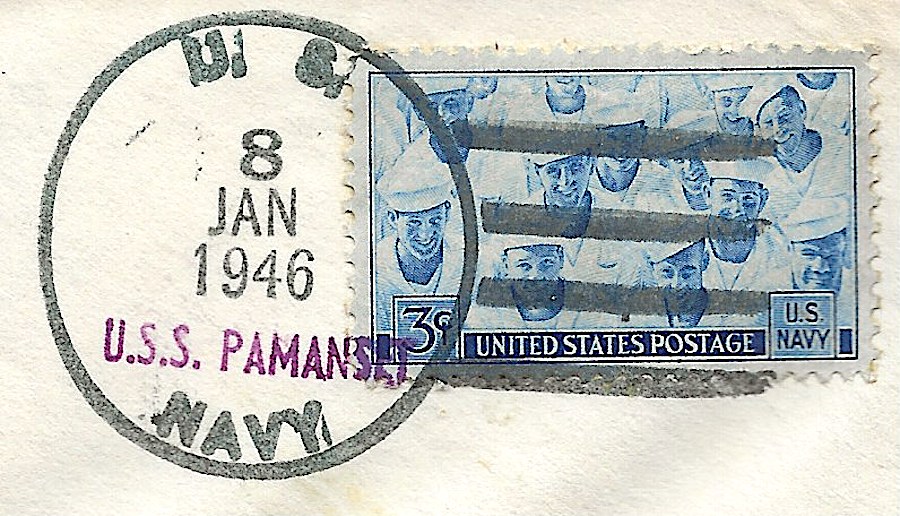 U. S.
8
JAN
1946
U.S.S. PAMANSET
NAVY
3¢
UNITED STATES POSTAGE
U.S.
NAVY